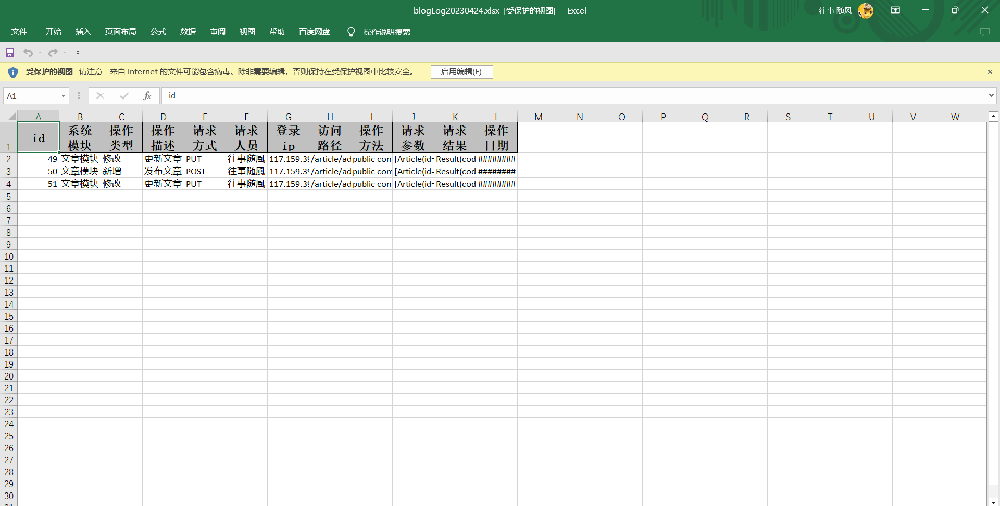 blogLog20230424.xlsx [受保护的视图] - Excel
往事 随风
文件 开始 插入 页面布局 公式 数据 审阅 视图 帮助 百度网盘 操作说明搜索
受保护的视图 请注意 - 来自 Internet 的文件可能包含病毒。除非需要编辑，否则保持在受保护视图中比较安全。 启用编辑(E)
A1 fx id
A B C D E F G H I J K L M N O P Q R S T U V W
1 id 系统模块 操作类型 操作描述 请求方式 请求人员 登录ip 访问路径 操作方法 请求参数 请求结果 操作日期
2 49 文章模块 修改 更新文章 PUT 往事随風 117.159.39 /article/ad public com [Article(id= Result(cod ########
3 50 文章模块 新增 发布文章 POST 往事随風 117.159.39 /article/ad public com [Article(id= Result(cod ########
4 51 文章模块 修改 更新文章 PUT 往事随風 117.159.39 /article/ad public com [Article(id= Result(cod ########
5
6
7
8
9
10
11
12
13
14
15
16
17
18
19
20
21
22
23
24
25
26
27
28
29
30